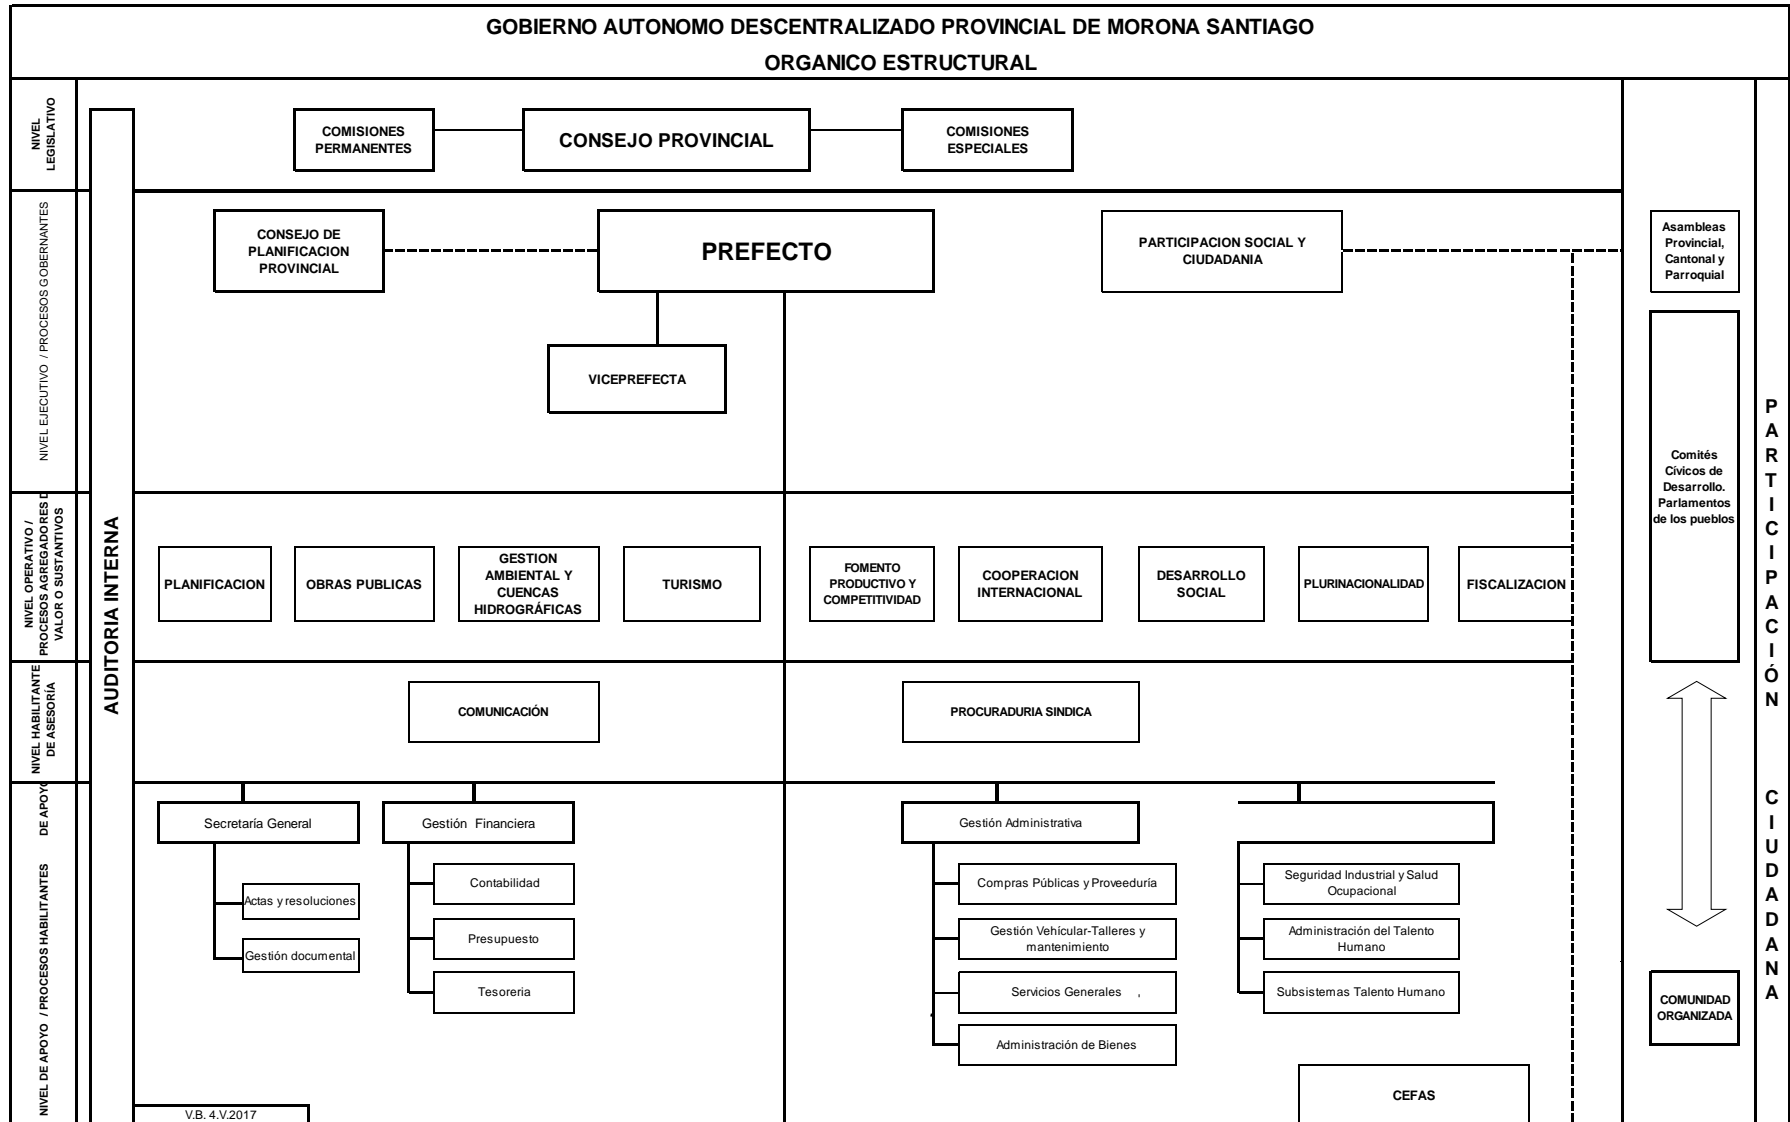 GOBIERNO AUTONOMO DESCENTRALIZADO PROVINCIAL DE MORONA SANTIAGO
ORGANICO ESTRUCTURAL
NIVEL
LEGISLATIVO
COMISIONES
PERMANENTES
CONSEJO PROVINCIAL
COMISIONES
ESPECIALES
NIVEL EJECUTIVO / PROCESOS GOBERNANTES
CONSEJO DE
PLANIFICACION
PROVINCIAL
PREFECTO
PARTICIPACION SOCIAL Y
CIUDADANIA
Asambleas
Provincial,
Cantonal y
Parroquial
VICEPREFECTA
Comités
Cívicos de
Desarrollo.
Parlamentos
de los pueblos
PARTICIPACIÓN CIUDADANA
AUDITORIA INTERNA
NIVEL OPERATIVO /
PROCESOS AGREGADORES D
VALOR O SUSTANTIVOS
PLANIFICACION
OBRAS PUBLICAS
GESTION
AMBIENTAL Y
CUENCAS
HIDROGRÁFICAS
TURISMO
FOMENTO
PRODUCTIVO Y
COMPETITIVIDAD
COOPERACION
INTERNACIONAL
DESARROLLO
SOCIAL
PLURINACIONALIDAD
FISCALIZACION
NIVEL HABILITANTE
DE ASESORÍA
COMUNICACIÓN
PROCURADURIA SINDICA
DE APOYO
NIVEL DE APOYO / PROCESOS HABILITANTES
Secretaría General
Actas y resoluciones
Gestión documental
Gestión Financiera
Contabilidad
Presupuesto
Tesoreria
Gestión Administrativa
Compras Públicas y Proveeduría
Gestión Vehícular-Talleres y
mantenimiento
Servicios Generales ,
Administración de Bienes
Seguridad Industrial y Salud
Ocupacional
Administración del Talento
Humano
Subsistemas Talento Humano
COMUNIDAD
ORGANIZADA
CEFAS
V.B. 4.V.2017